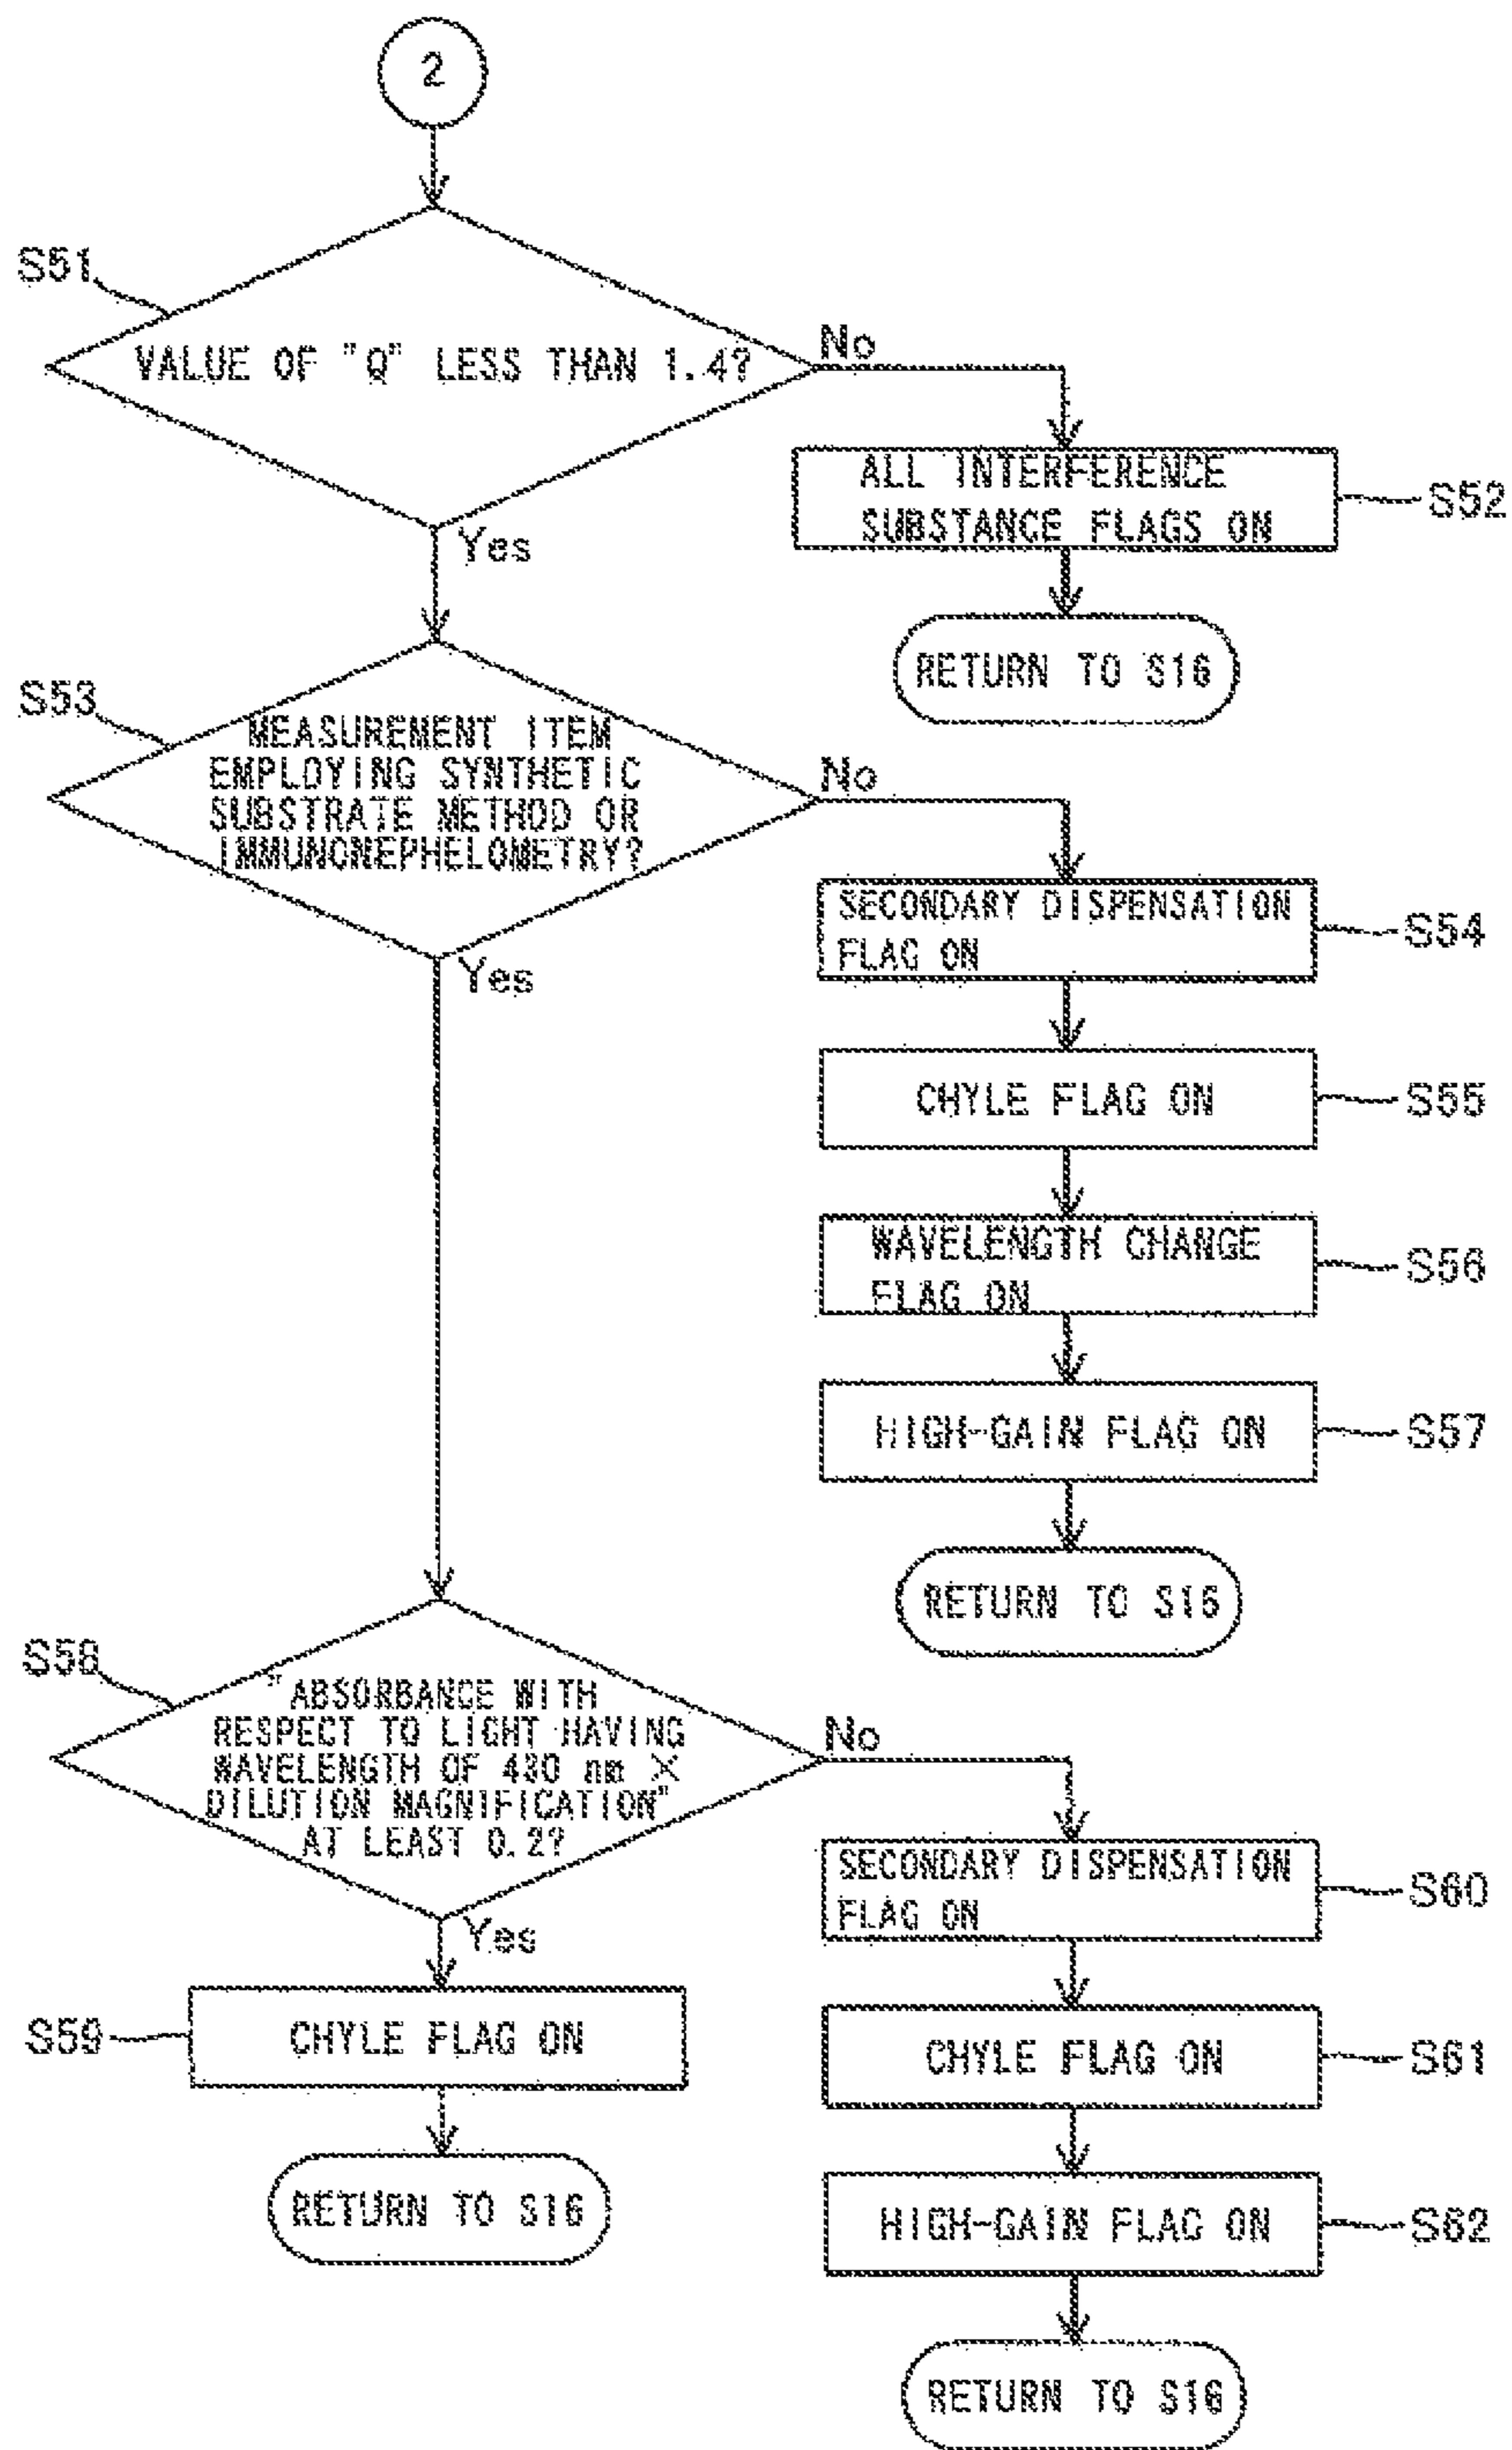 2
S51
VALUE OF "Q" LESS THAN 1.4?
No
ALL INTERFERENCE
SUBSTANCE FLAGS ON
S52
Yes
RETURN TO S16
S53
MEASUREMENT ITEM
EMPLOYING SYNTHETIC
SUBSTRATE METHOD OR
IMMUNONEPHELOMETRY?
No
SECONDARY DISPENSATION
FLAG ON
S54
Yes
CHYLE FLAG ON
S55
WAVELENGTH CHANGE
FLAG ON
S56
HIGH-GAIN FLAG ON
S57
RETURN TO S16
S58
"ABSORBANCE WITH
RESPECT TO LIGHT HAVING
WAVELENGTH OF 430 nm ×
DILUTION MAGNIFICATION"
AT LEAST 0.2?
No
SECONDARY DISPENSATION
FLAG ON
S60
Yes
S59
CHYLE FLAG ON
CHYLE FLAG ON
S61
RETURN TO S16
HIGH-GAIN FLAG ON
S62
RETURN TO S16